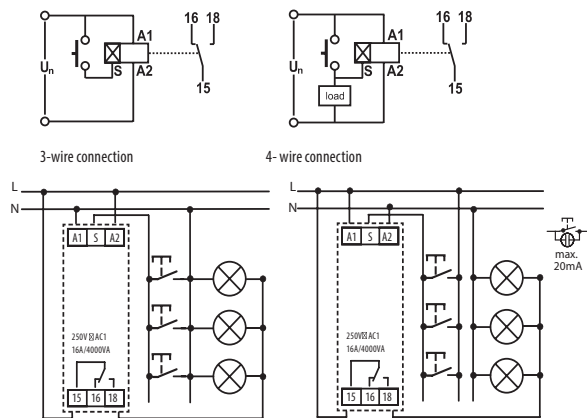 16 18
A1
Un
S A2
15
16 18
A1
Un
S A2
load
15
3-wire connection
4- wire connection
L
N
A1 S A2
250V AC1
16A/4000VA
15 16 18
L
N
A1 S A2
250V AC1
16A/4000VA
15 16 18
max.
20mA